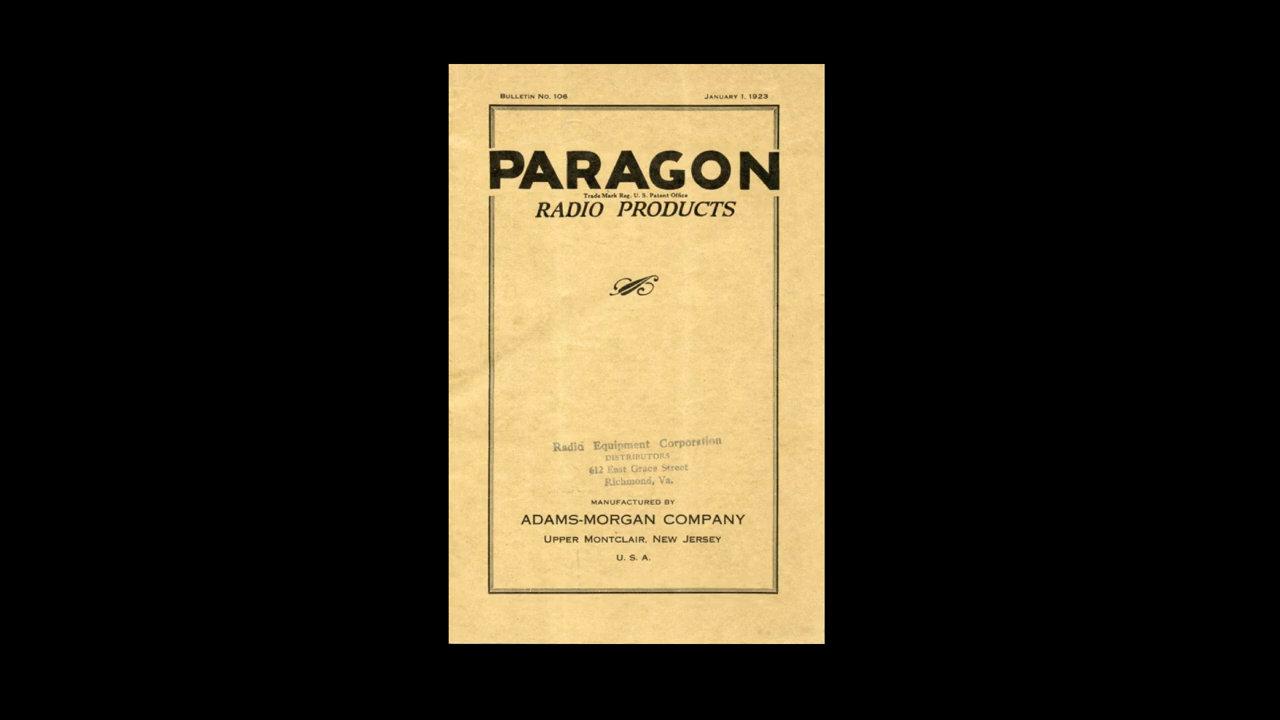 BULLETIN NO. 106
JANUARY 1, 1923
PARAGON
Trade Mark Reg. U. S. Patent Office
RADIO PRODUCTS
Radio Equipment Corporation
DISTRIBUTORS
612 East Grace Street
Richmond, Va.
MANUFACTURED BY
ADAMS-MORGAN COMPANY
UPPER MONTCLAIR, NEW JERSEY
U. S. A.